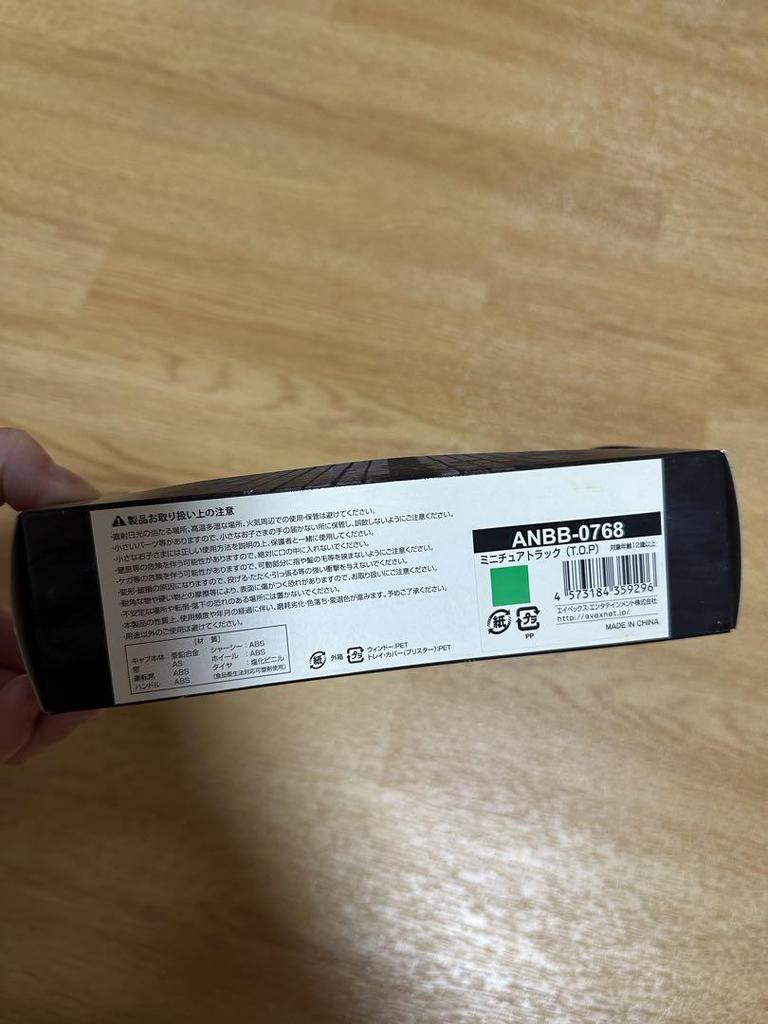 ⚠製品お取り扱い上の注意
・直射日光の当たる場所、高温多湿な場所、火気周辺での使用・保管は避けてください。
・小さいパーツ等がありますので、小さなお子さまの手の届かない所に保管し、誤飲しないようにご注意ください。
・小さなお子さまには正しい使用方法を説明の上、保護者と一緒に使用してください。
・窒息等の危険を伴う可能性がありますので、絶対に口の中に入れないでください。
・ケガ等の危険を伴う可能性がありますので、可動部分に指や髪の毛等を挟まないようにご注意ください。
・変形・破損の原因になりますので、投げる・たたく・引っ張る等の強い衝撃を与えないでください。
・鋭角な物や硬い物との摩擦等により、表面に傷がつく恐れがありますので、お取り扱いにご注意ください。
・不安定な場所や転倒・落下の恐れのある場所には置かないでください。
・本製品の性質上、使用頻度や年月の経過に伴い、磨耗劣化・色落ち・変退色が進みます。予めご了承ください。
・用途以外のご使用は避けてください。
[材 質]
キャブ本体 : 亜鉛合金 シャーシー : ABS
窓 : AS ホイール : ABS
運転席 : ABS タイヤ : 塩化ビニル
ハンドル : ABS (食品衛生法対応可塑剤使用)
紙 外箱 プラ ウィンドー:PET
トレイ・カバー(ブリスター):PET
ANBB-0768
ミニチュアトラック (T.O.P) 対象年齢12歳以上
4 573184 359296
紙 プラ エイベックス・エンタテインメント株式会社
http://avexnet.jp/
PP MADE IN CHINA